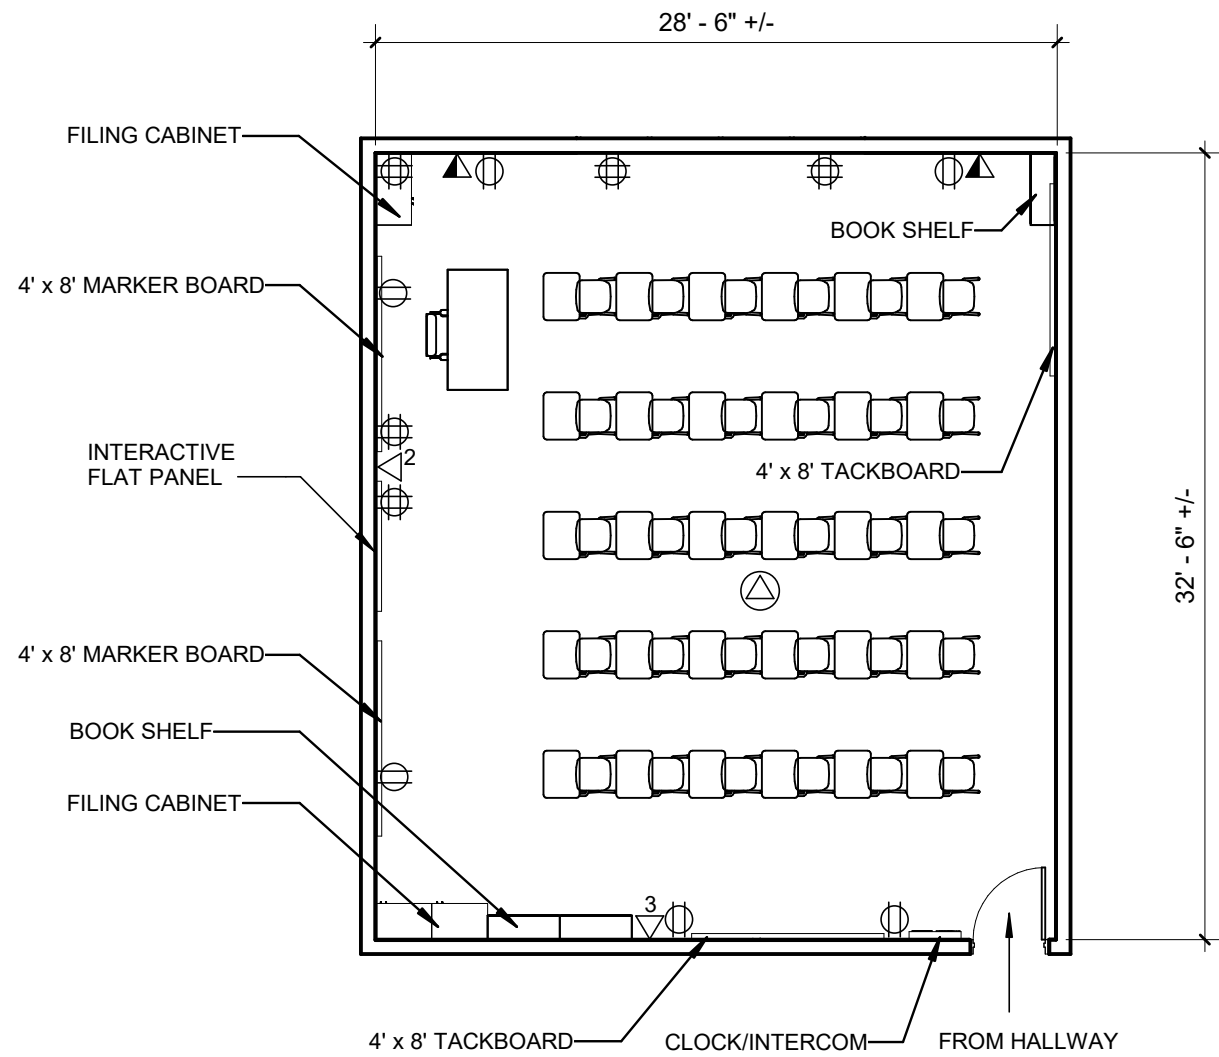 28' - 6" +/-
FILING CABINET
BOOK SHELF
4' x 8' MARKER BOARD
INTERACTIVE
FLAT PANEL
2
4' x 8' TACKBOARD
32' - 6" +/-
4' x 8' MARKER BOARD
BOOK SHELF
FILING CABINET
3
4' x 8' TACKBOARD
CLOCK/INTERCOM
FROM HALLWAY